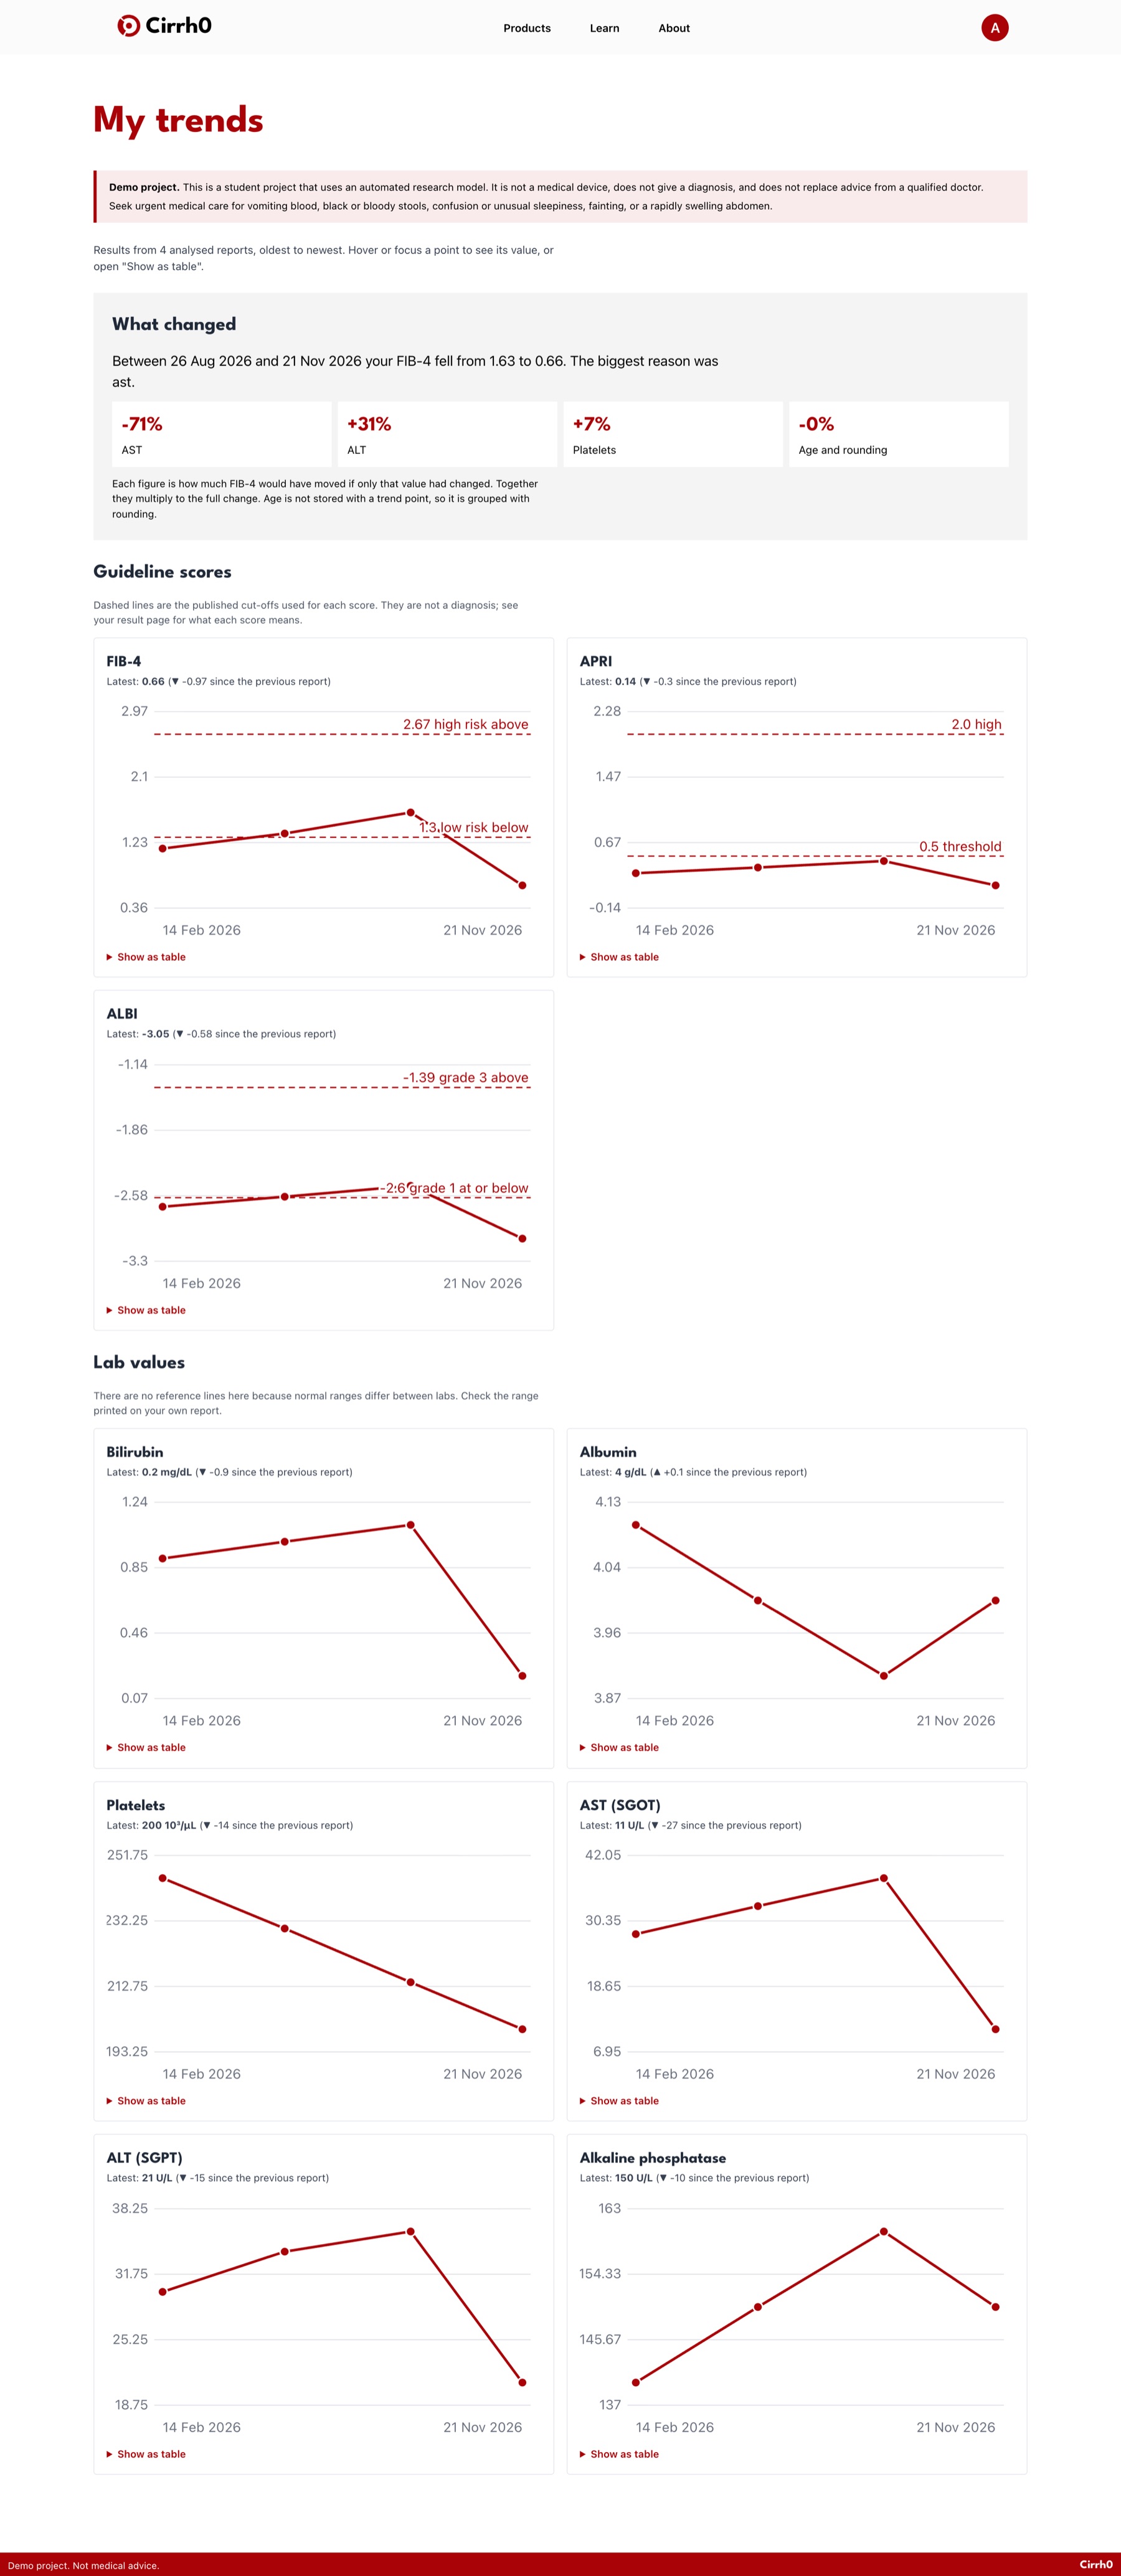 Cirrh0
Products
Learn
About
A
My trends
Demo project. This is a student project that uses an automated research model. It is not a medical device, does not give a diagnosis, and does not replace advice from a qualified doctor.
Seek urgent medical care for vomiting blood, black or bloody stools, confusion or unusual sleepiness, fainting, or a rapidly swelling abdomen.
Results from 4 analysed reports, oldest to newest. Hover or focus a point to see its value, or
open "Show as table".
What changed
Between 26 Aug 2026 and 21 Nov 2026 your FIB-4 fell from 1.63 to 0.66. The biggest reason was
ast.
-71%
AST
+31%
ALT
+7%
Platelets
-0%
Age and rounding
Each figure is how much FIB-4 would have moved if only that value had changed. Together
they multiply to the full change. Age is not stored with a trend point, so it is grouped with
rounding.
Guideline scores
Dashed lines are the published cut-offs used for each score. They are not a diagnosis; see
your result page for what each score means.
FIB-4
Latest: 0.66 (▼ -0.97 since the previous report)
2.97
2.67 high risk above
2.1
1.3 low risk below
1.23
0.36
14 Feb 2026
21 Nov 2026
▶ Show as table
APRI
Latest: 0.14 (▼ -0.3 since the previous report)
2.28
2.0 high
1.47
0.67
0.5 threshold
-0.14
14 Feb 2026
21 Nov 2026
▶ Show as table
ALBI
Latest: -3.05 (▼ -0.58 since the previous report)
-1.14
-1.39 grade 3 above
-1.86
-2.6 grade 1 at or below
-2.58
-3.3
14 Feb 2026
21 Nov 2026
▶ Show as table
Lab values
There are no reference lines here because normal ranges differ between labs. Check the range
printed on your own report.
Bilirubin
Latest: 0.2 mg/dL (▼ -0.9 since the previous report)
1.24
0.85
0.46
0.07
14 Feb 2026
21 Nov 2026
▶ Show as table
Albumin
Latest: 4 g/dL (▲ +0.1 since the previous report)
4.13
4.04
3.96
3.87
14 Feb 2026
21 Nov 2026
▶ Show as table
Platelets
Latest: 200 10³/µL (▼ -14 since the previous report)
251.75
232.25
212.75
193.25
14 Feb 2026
21 Nov 2026
▶ Show as table
AST (SGOT)
Latest: 11 U/L (▼ -27 since the previous report)
42.05
30.35
18.65
6.95
14 Feb 2026
21 Nov 2026
▶ Show as table
ALT (SGPT)
Latest: 21 U/L (▼ -15 since the previous report)
38.25
31.75
25.25
18.75
14 Feb 2026
21 Nov 2026
▶ Show as table
Alkaline phosphatase
Latest: 150 U/L (▼ -10 since the previous report)
163
154.33
145.67
137
14 Feb 2026
21 Nov 2026
▶ Show as table
Demo project. Not medical advice.
Cirrh0